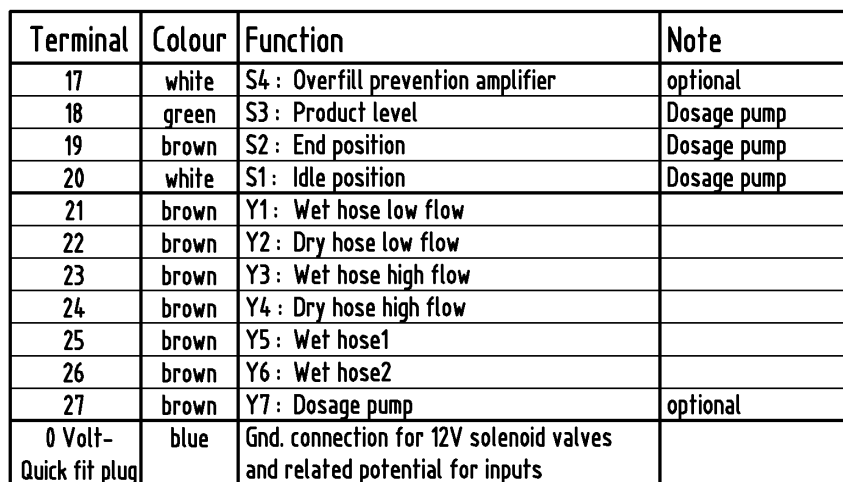 Terminal Colour Function Note
17 white S4 : Overfill prevention amplifier optional
18 green S3 : Product level Dosage pump
19 brown S2 : End position Dosage pump
20 white S1 : Idle position Dosage pump
21 brown Y1 : Wet hose low flow
22 brown Y2 : Dry hose low flow
23 brown Y3 : Wet hose high flow
24 brown Y4 : Dry hose high flow
25 brown Y5 : Wet hose1
26 brown Y6 : Wet hose2
27 brown Y7 : Dosage pump optional
0 Volt- blue Gnd. connection for 12V solenoid valves
Quick fit plug and related potential for inputs